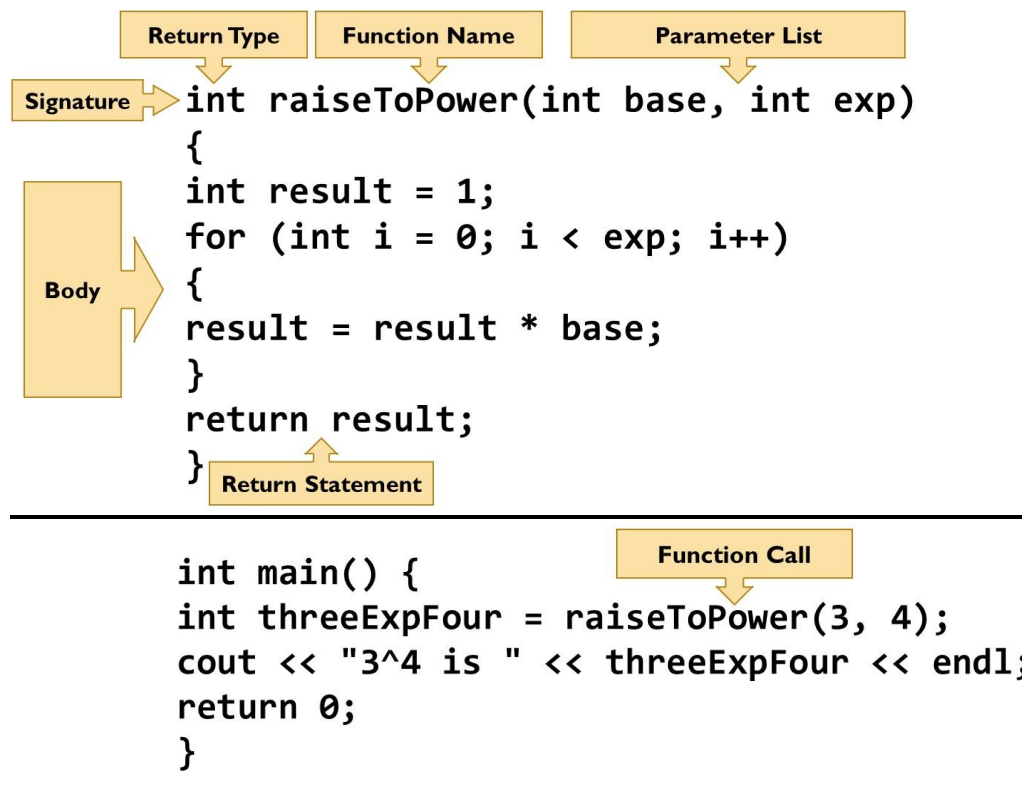 Return Type Function Name Parameter List
Signature int raiseToPower(int base, int exp)
{
int result = 1;
for (int i = 0; i < exp; i++)
Body {
result = result * base;
}
return result;
}
Return Statement
Function Call
int main() {
int threeExpFour = raiseToPower(3, 4);
cout << "3^4 is " << threeExpFour << endl;
return 0;
}